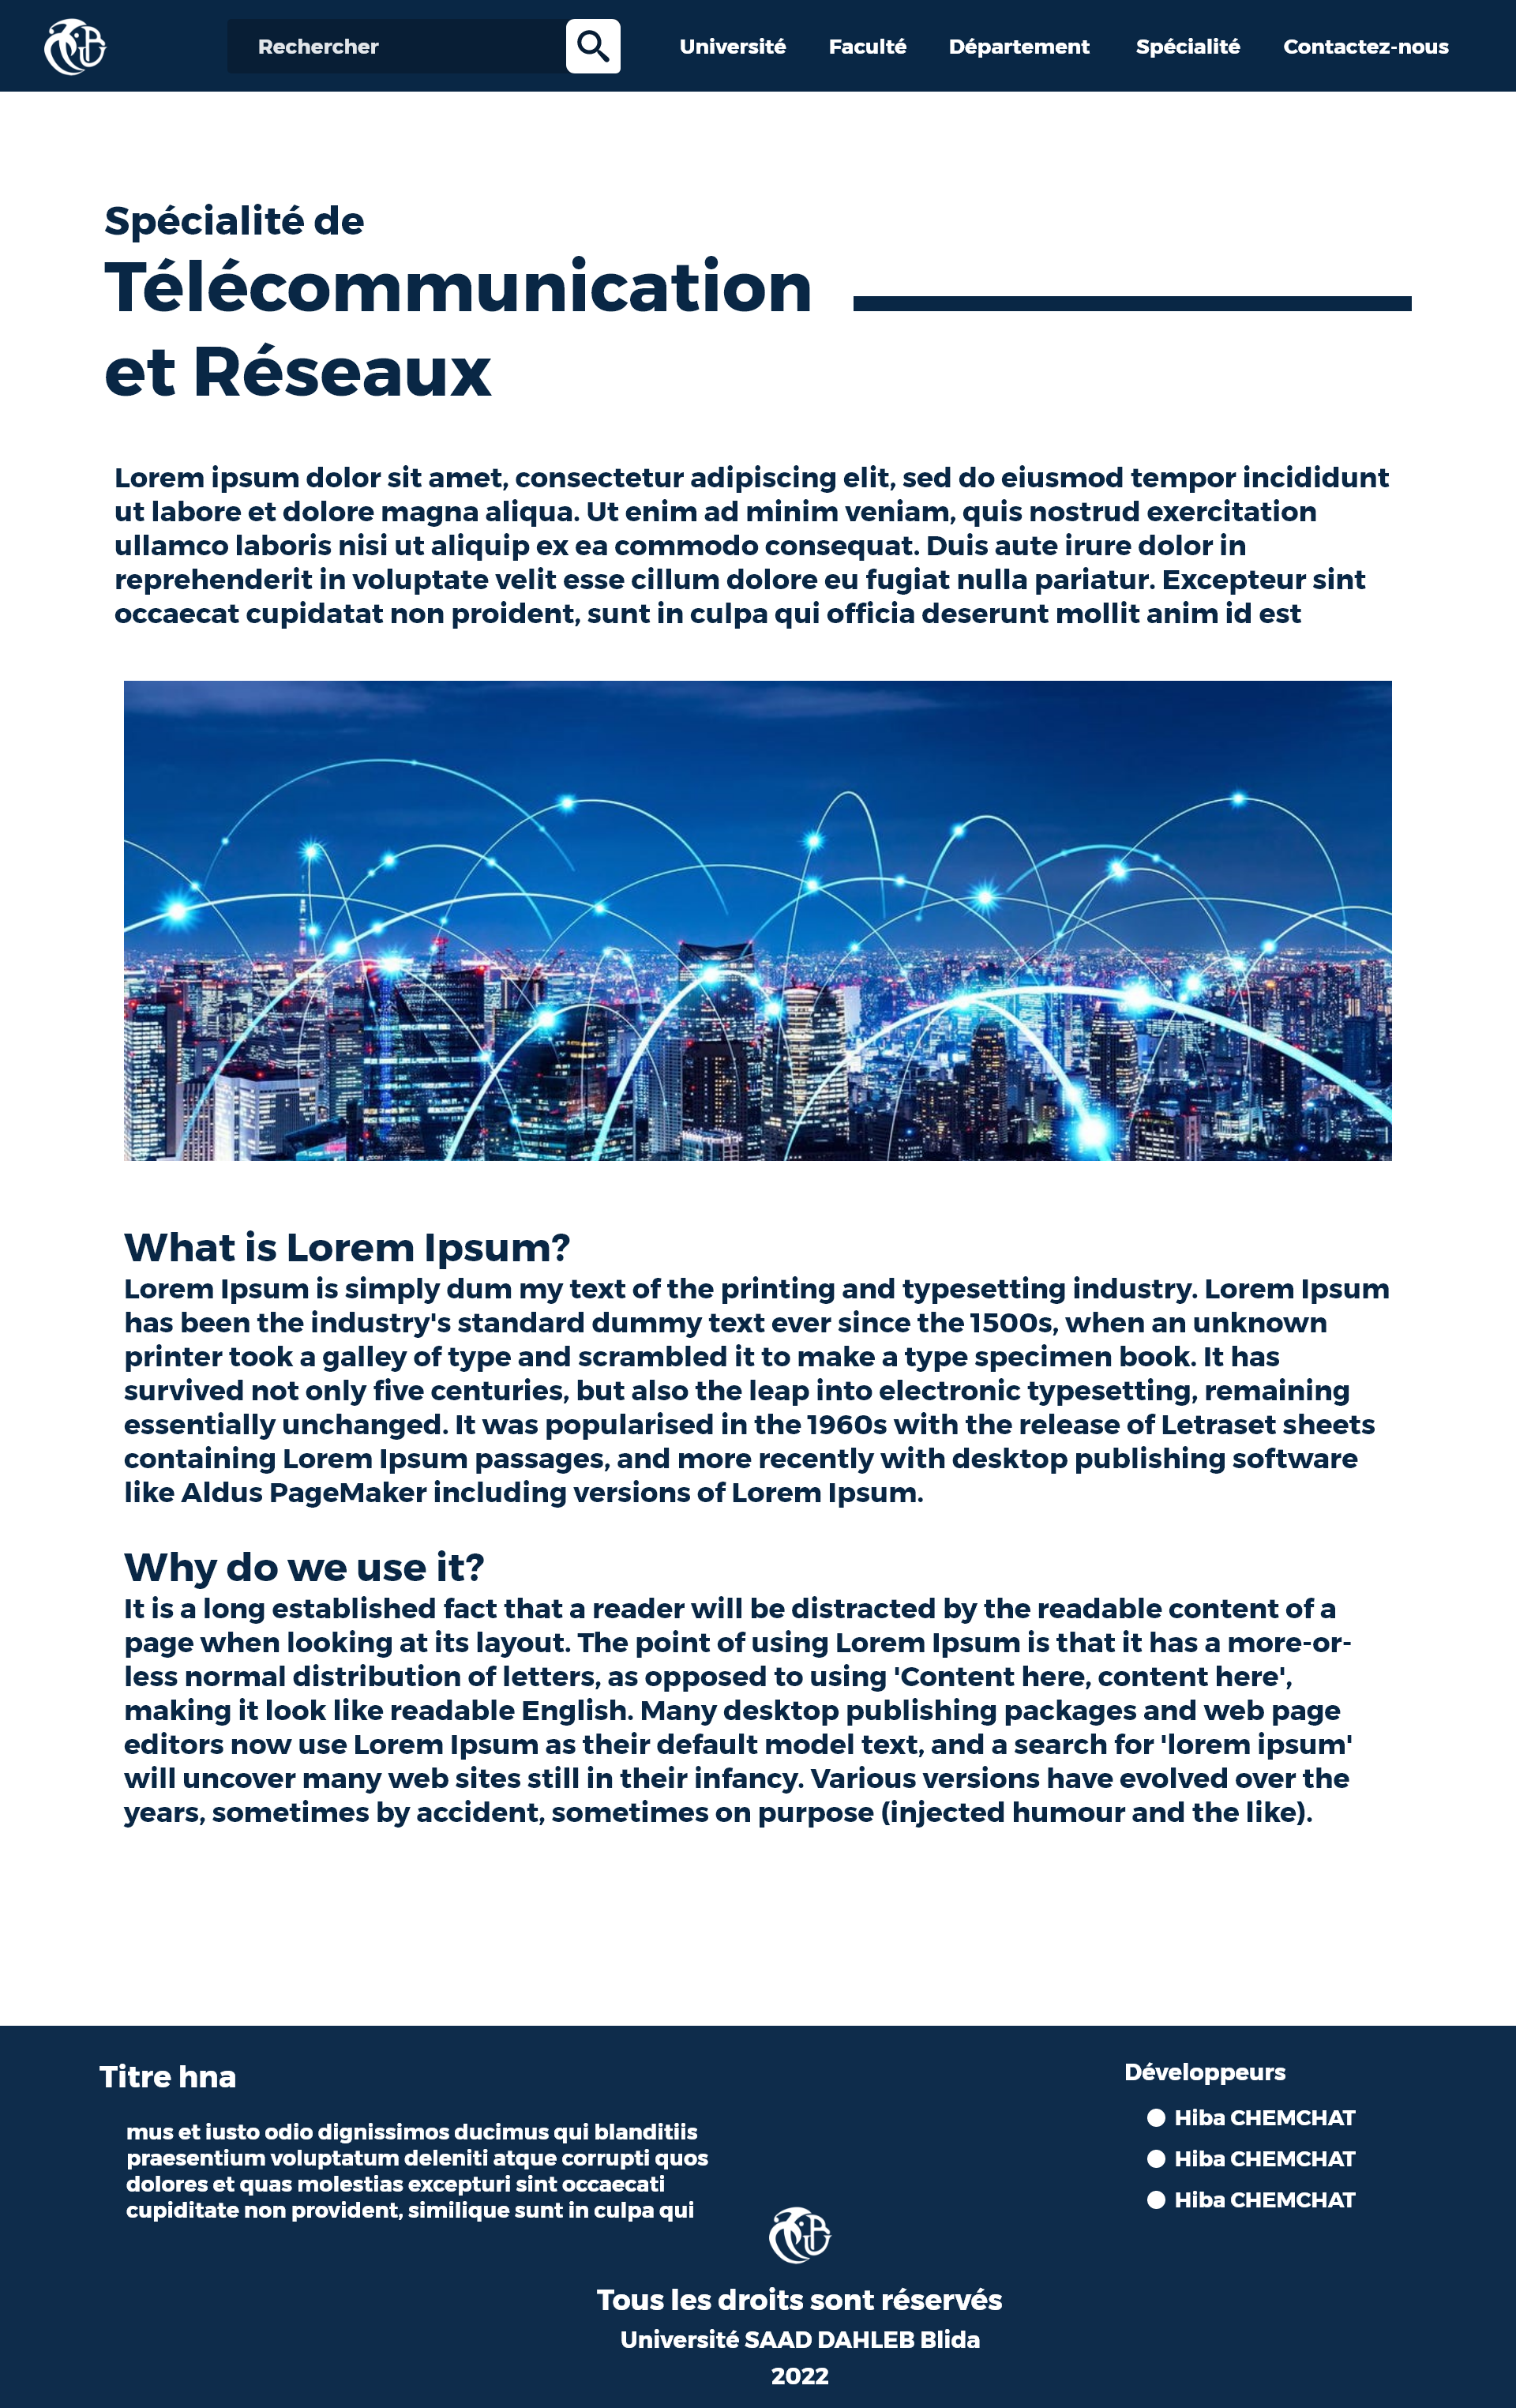 Rechercher
Université
Faculté
Département
Spécialité
Contactez-nous
Spécialité de
Télécommunication
et Réseaux
Lorem ipsum dolor sit amet, consectetur adipiscing elit, sed do eiusmod tempor incididunt
ut labore et dolore magna aliqua. Ut enim ad minim veniam, quis nostrud exercitation
ullamco laboris nisi ut aliquip ex ea commodo consequat. Duis aute irure dolor in
reprehenderit in voluptate velit esse cillum dolore eu fugiat nulla pariatur. Excepteur sint
occaecat cupidatat non proident, sunt in culpa qui officia deserunt mollit anim id est
What is Lorem Ipsum?
Lorem Ipsum is simply dum my text of the printing and typesetting industry. Lorem Ipsum
has been the industry's standard dummy text ever since the 1500s, when an unknown
printer took a galley of type and scrambled it to make a type specimen book. It has
survived not only five centuries, but also the leap into electronic typesetting, remaining
essentially unchanged. It was popularised in the 1960s with the release of Letraset sheets
containing Lorem Ipsum passages, and more recently with desktop publishing software
like Aldus PageMaker including versions of Lorem Ipsum.
Why do we use it?
It is a long established fact that a reader will be distracted by the readable content of a
page when looking at its layout. The point of using Lorem Ipsum is that it has a more-or-
less normal distribution of letters, as opposed to using 'Content here, content here',
making it look like readable English. Many desktop publishing packages and web page
editors now use Lorem Ipsum as their default model text, and a search for 'lorem ipsum'
will uncover many web sites still in their infancy. Various versions have evolved over the
years, sometimes by accident, sometimes on purpose (injected humour and the like).
Titre hna
mus et iusto odio dignissimos ducimus qui blanditiis
praesentium voluptatum deleniti atque corrupti quos
dolores et quas molestias excepturi sint occaecati
cupiditate non provident, similique sunt in culpa qui
Développeurs
Hiba CHEMCHAT
Hiba CHEMCHAT
Hiba CHEMCHAT
Tous les droits sont réservés
Université SAAD DAHLEB Blida
2022